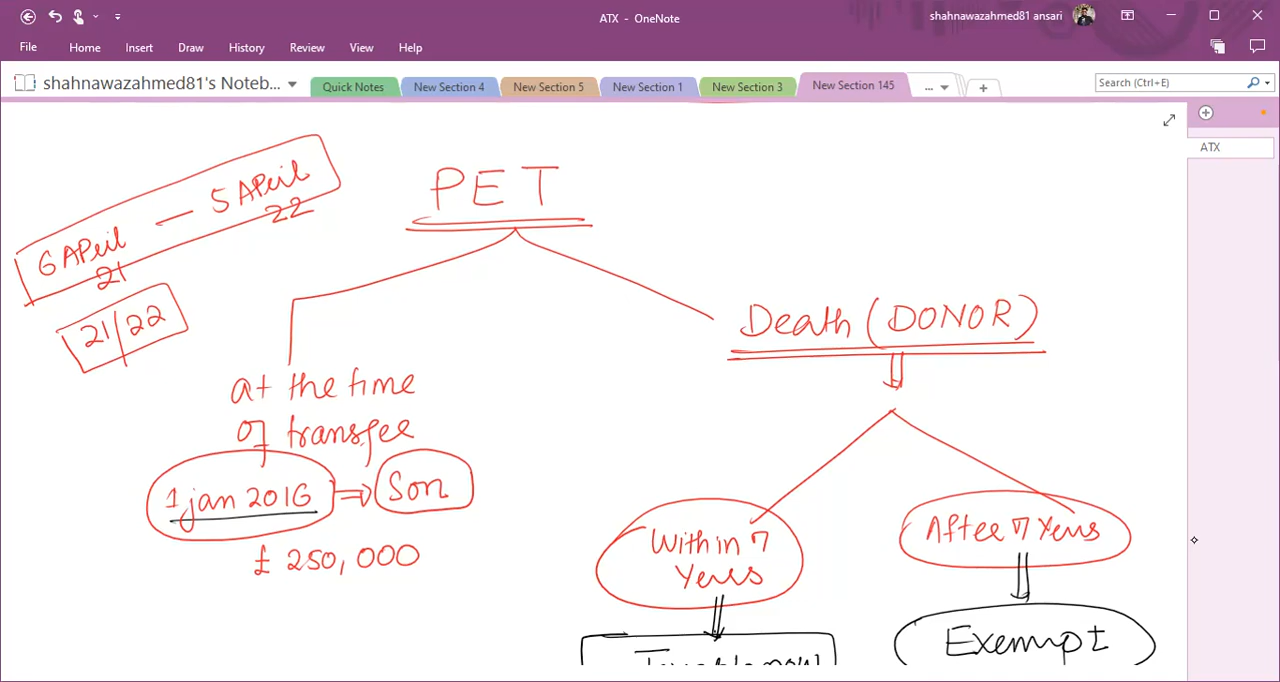 ATX - OneNote
shahnawazahmed81 ansari
File Home Insert Draw History Review View Help
shahnawazahmed81's Noteb...
Quick Notes
New Section 4
New Section 5
New Section 1
New Section 3
New Section 145
...
Search (Ctrl+E)
ATX
6 April 21 — 5 April 22
21/22
PET
at the time
of transfer
1 jan 2016 ⇒ Son
£ 250,000
Death (DONOR)
Within 7
Years
After 7 Years
Exempt